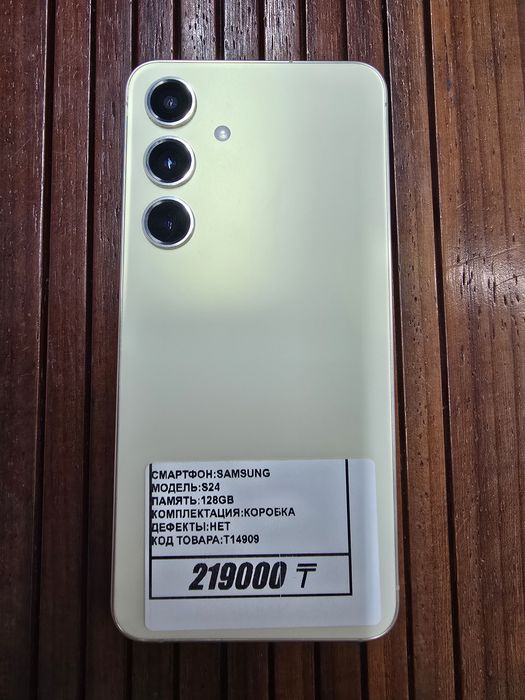 СМАРТФОН:SAMSUNG
МОДЕЛЬ:S24
ПАМЯТЬ:128GB
КОМПЛЕКТАЦИЯ:КОРОБКА
ДЕФЕКТЫ:НЕТ
КОД ТОВАРА:T14909
219000 ₸